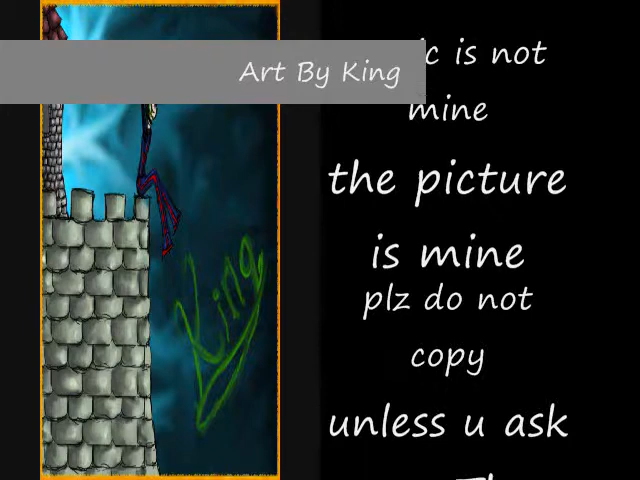 Art By King
is not
mine
the picture
is mine
plz do not
copy
unless u ask
King